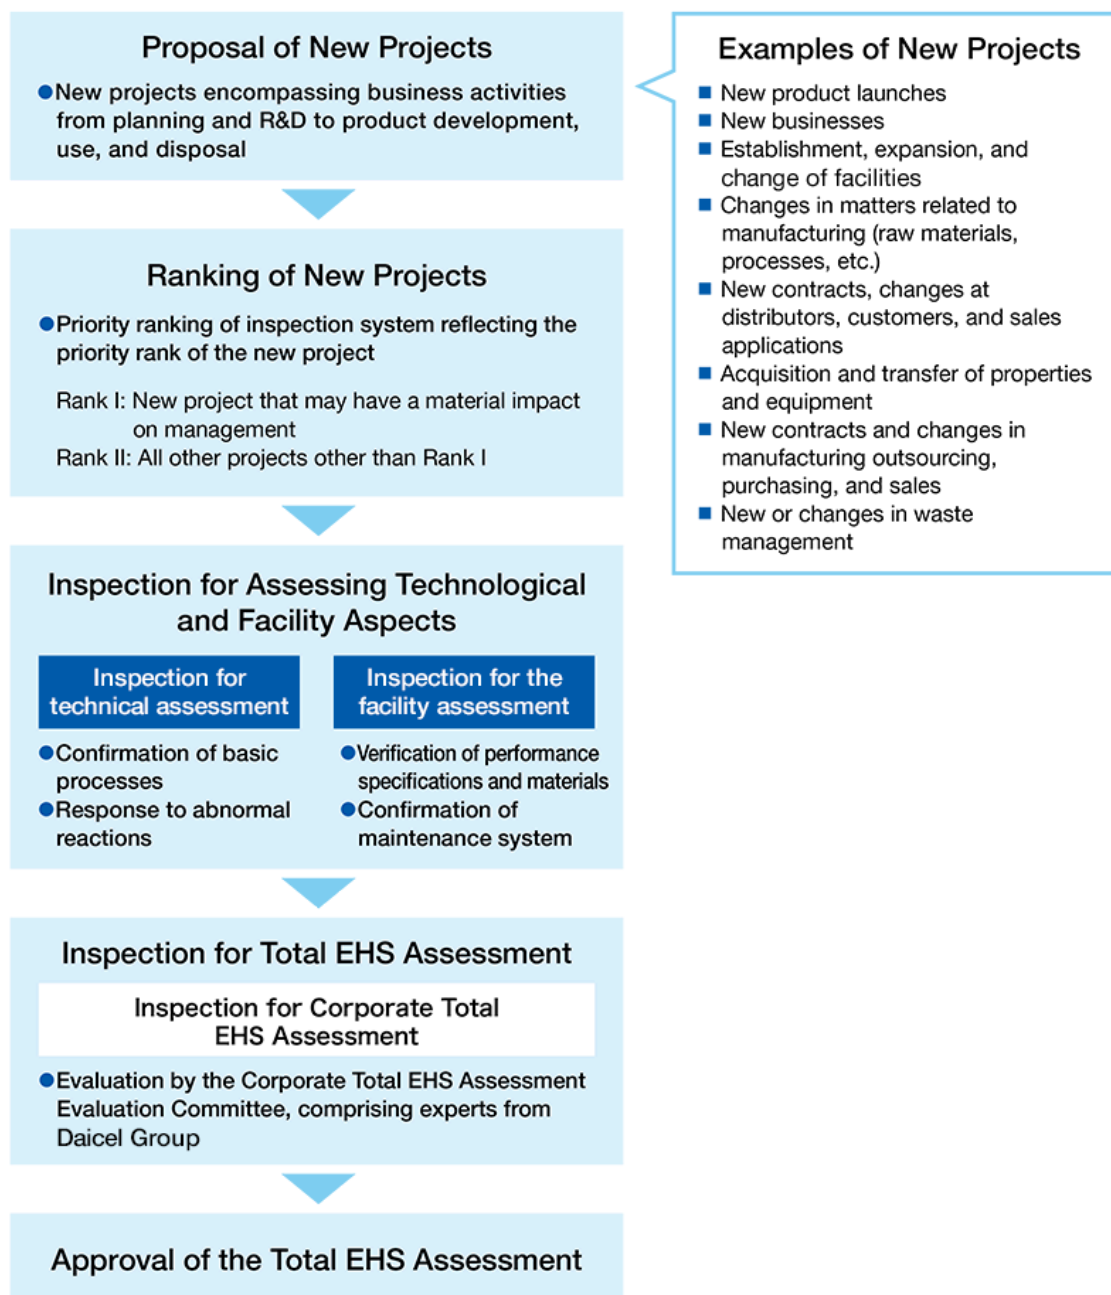 Proposal of New Projects
●New projects encompassing business activities
from planning and R&D to product development,
use, and disposal
Ranking of New Projects
●Priority ranking of inspection system reflecting the
priority rank of the new project
Rank I: New project that may have a material impact
on management
Rank II: All other projects other than Rank I
Inspection for Assessing Technological
and Facility Aspects
Inspection for
technical assessment
●Confirmation of basic
processes
●Response to abnormal
reactions
Inspection for the
facility assessment
●Verification of performance
specifications and materials
●Confirmation of
maintenance system
Inspection for Total EHS Assessment
Inspection for Corporate Total
EHS Assessment
●Evaluation by the Corporate Total EHS Assessment
Evaluation Committee, comprising experts from
Daicel Group
Approval of the Total EHS Assessment
Examples of New Projects
■ New product launches
■ New businesses
■ Establishment, expansion, and
change of facilities
■ Changes in matters related to
manufacturing (raw materials,
processes, etc.)
■ New contracts, changes at
distributors, customers, and sales
applications
■ Acquisition and transfer of properties
and equipment
■ New contracts and changes in
manufacturing outsourcing,
purchasing, and sales
■ New or changes in waste
management